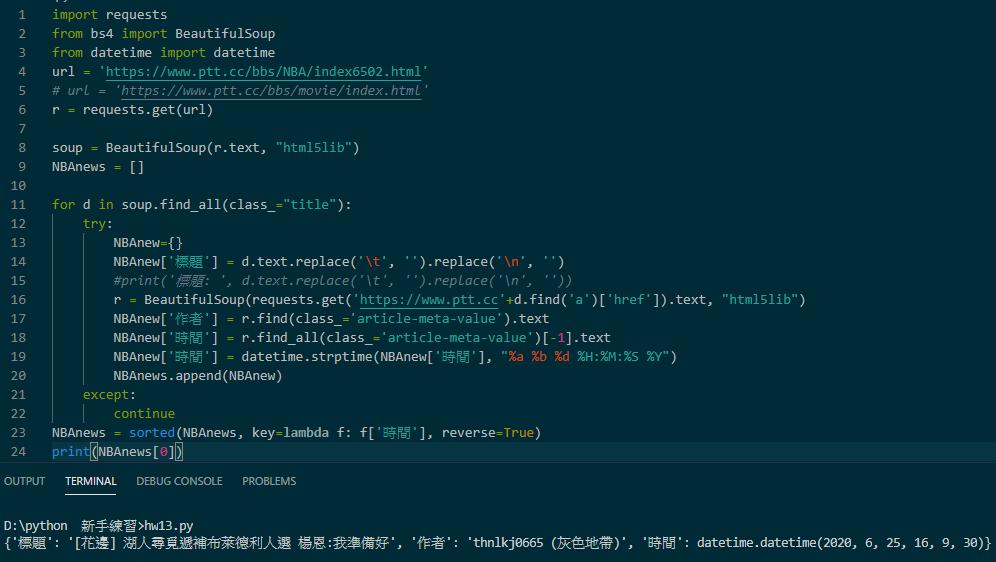 1 import requests
2 from bs4 import BeautifulSoup
3 from datetime import datetime
4 url = 'https://www.ptt.cc/bbs/NBA/index6502.html'
5 # url = 'https://www.ptt.cc/bbs/movie/index.html'
6 r = requests.get(url)
7
8 soup = BeautifulSoup(r.text, "html5lib")
9 NBAnews = []
10
11 for d in soup.find_all(class_="title"):
12     try:
13         NBAnew={}
14         NBAnew['標題'] = d.text.replace('\t', '').replace('\n', '')
15         #print('標題: ', d.text.replace('\t', '').replace('\n', ''))
16         r = BeautifulSoup(requests.get('https://www.ptt.cc'+d.find('a')['href']).text, "html5lib")
17         NBAnew['作者'] = r.find(class_='article-meta-value').text
18         NBAnew['時間'] = r.find_all(class_='article-meta-value')[-1].text
19         NBAnew['時間'] = datetime.strptime(NBAnew['時間'], "%a %b %d %H:%M:%S %Y")
20         NBAnews.append(NBAnew)
21     except:
22         continue
23 NBAnews = sorted(NBAnews, key=lambda f: f['時間'], reverse=True)
24 print(NBAnews[0])
OUTPUT TERMINAL DEBUG CONSOLE PROBLEMS
D:\python  新手練習>hw13.py
{'標題': '[花邊] 湖人尋覓遞補布萊德利人選 楊恩:我準備好', '作者': 'thnlkj0665 (灰色地帶)', '時間': datetime.datetime(2020, 6, 25, 16, 9, 30)}